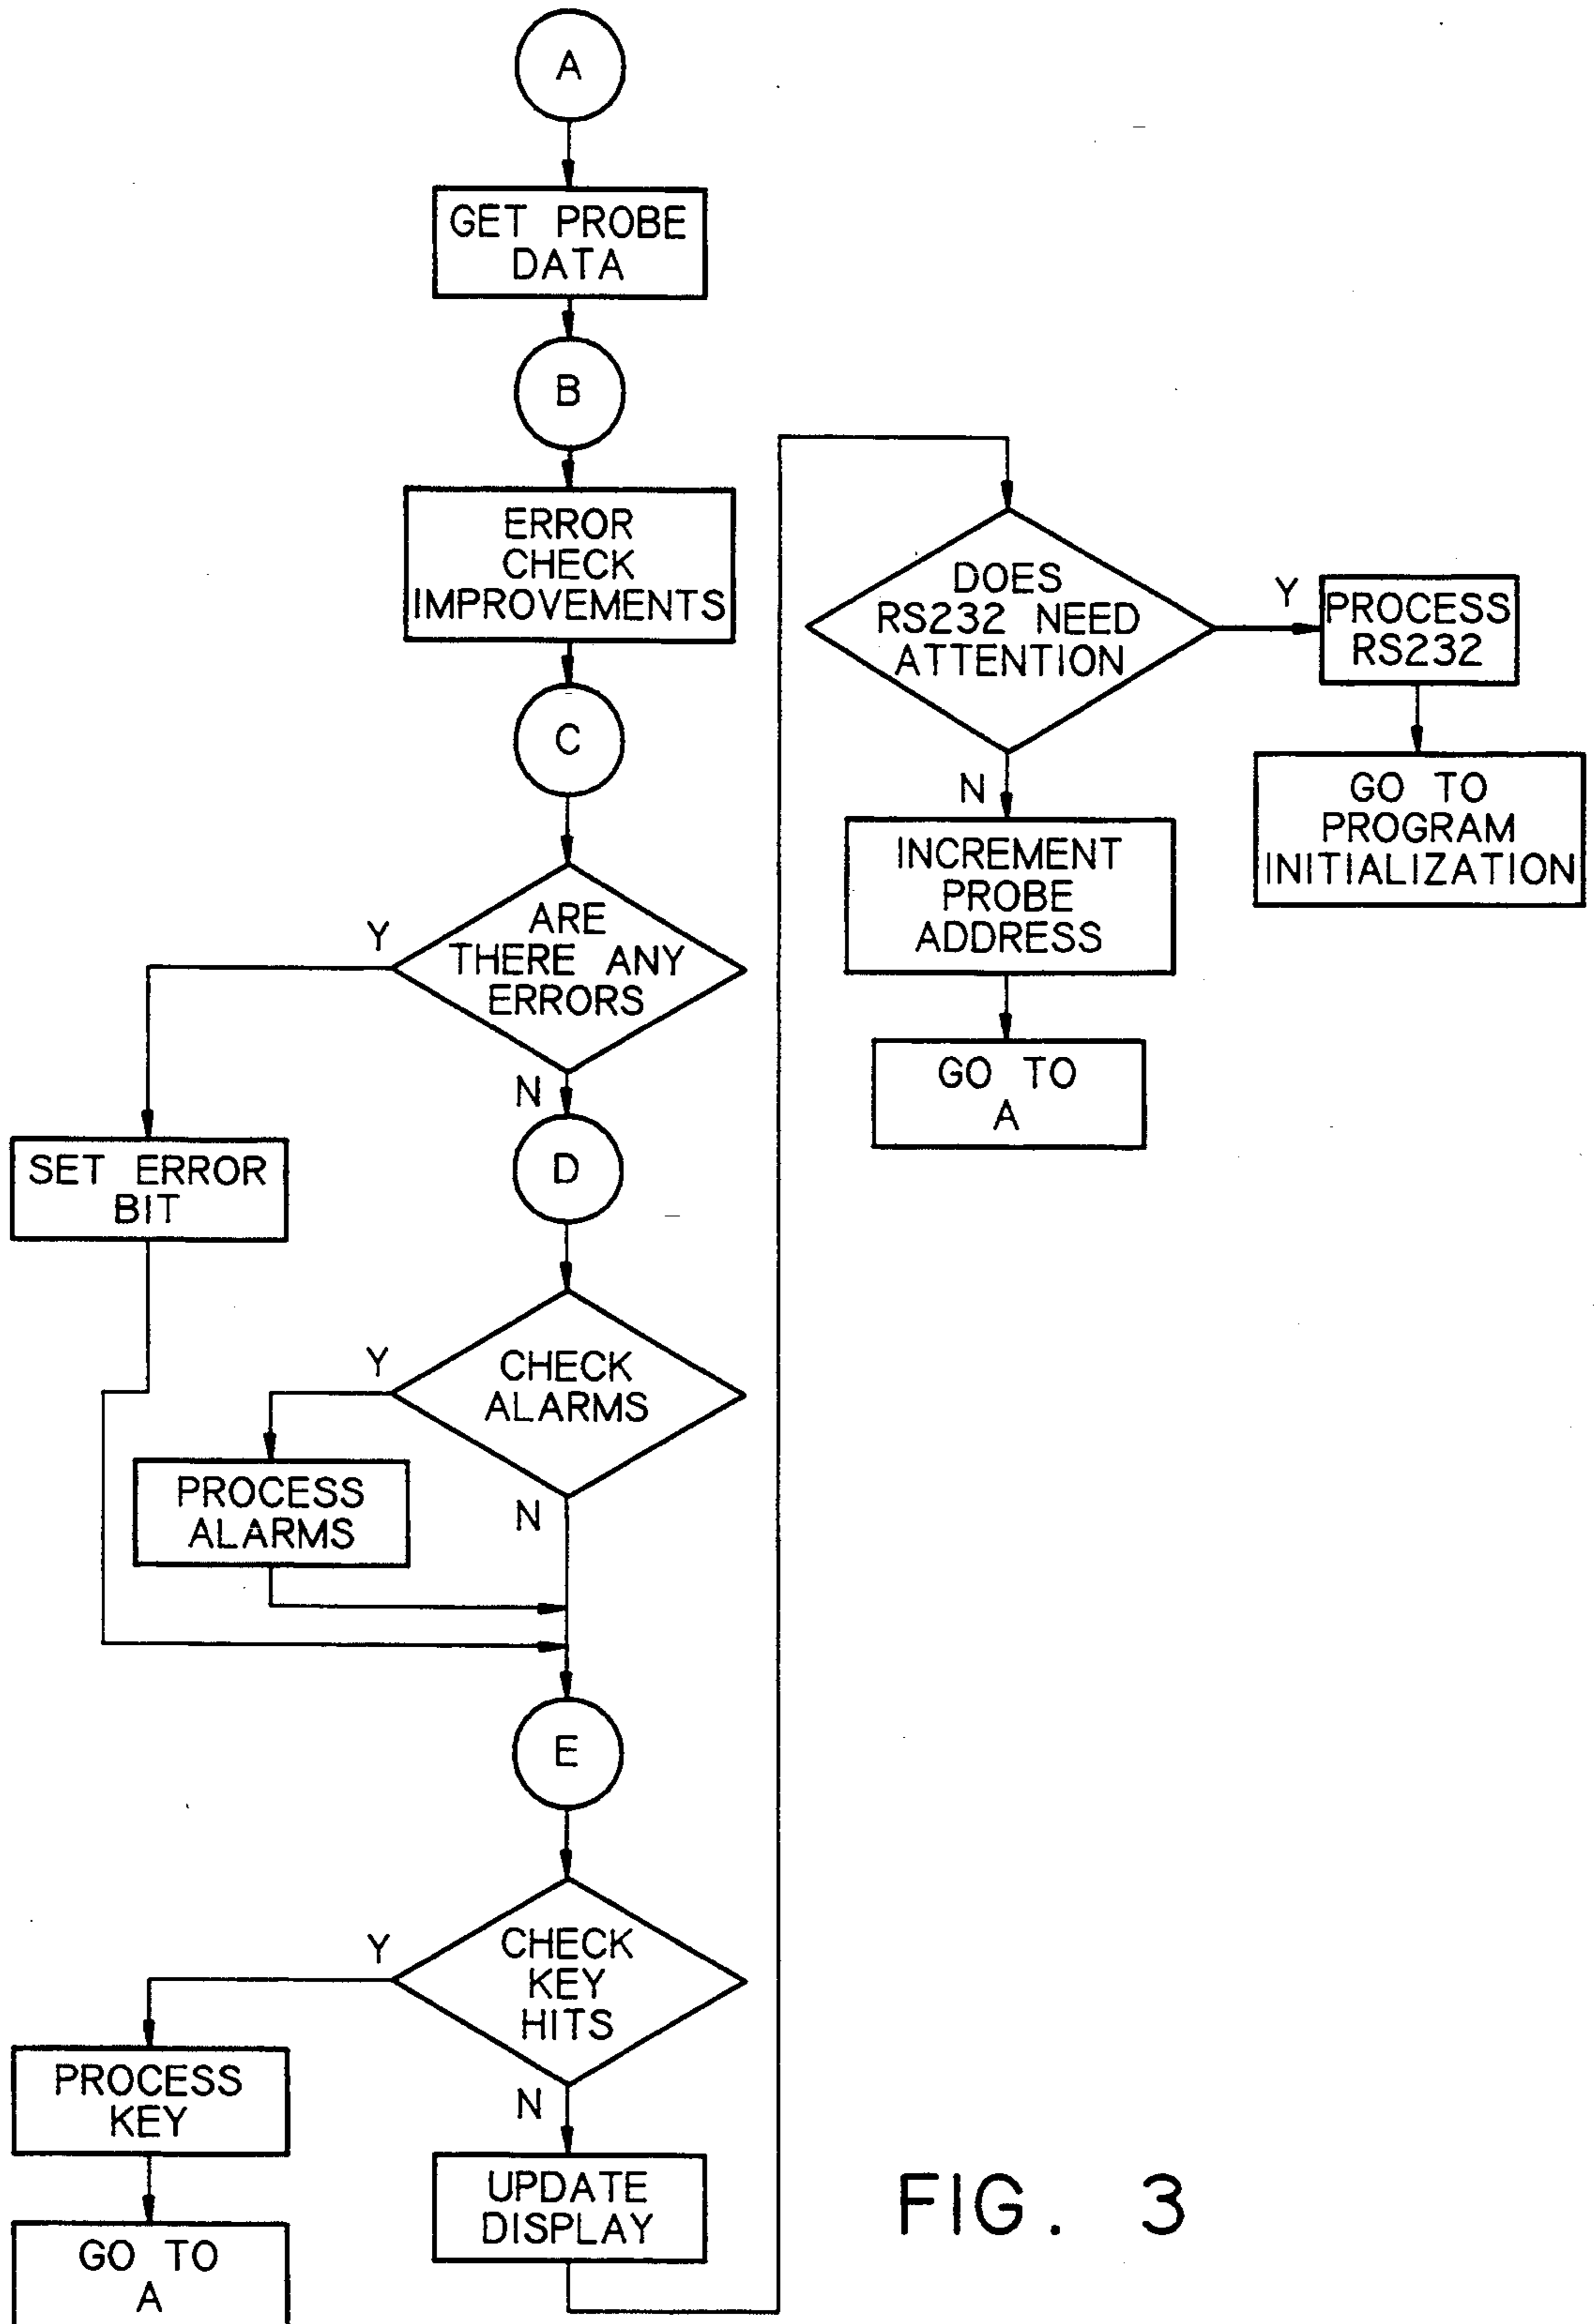 A
GET PROBE
DATA
B
ERROR
CHECK
IMPROVEMENTS
C
ARE
THERE ANY
ERRORS
Y
N
SET ERROR
BIT
D
CHECK
ALARMS
Y
N
PROCESS
ALARMS
E
CHECK
KEY
HITS
Y
N
PROCESS
KEY
GO TO
A
UPDATE
DISPLAY
DOES
RS232 NEED
ATTENTION
Y
N
PROCESS
RS232
GO TO
PROGRAM
INITIALIZATION
INCREMENT
PROBE
ADDRESS
GO TO
A
FIG. 3